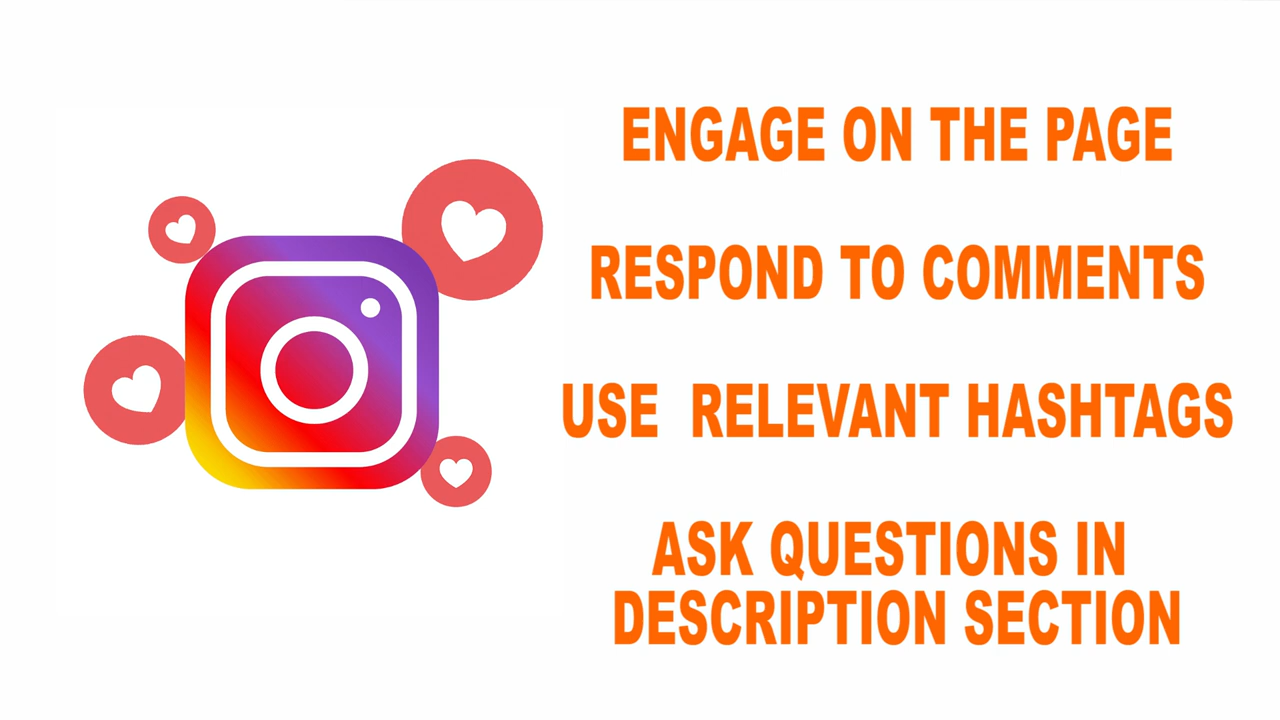 ENGAGE ON THE PAGE
RESPOND TO COMMENTS
USE RELEVANT HASHTAGS
ASK QUESTIONS IN
DESCRIPTION SECTION